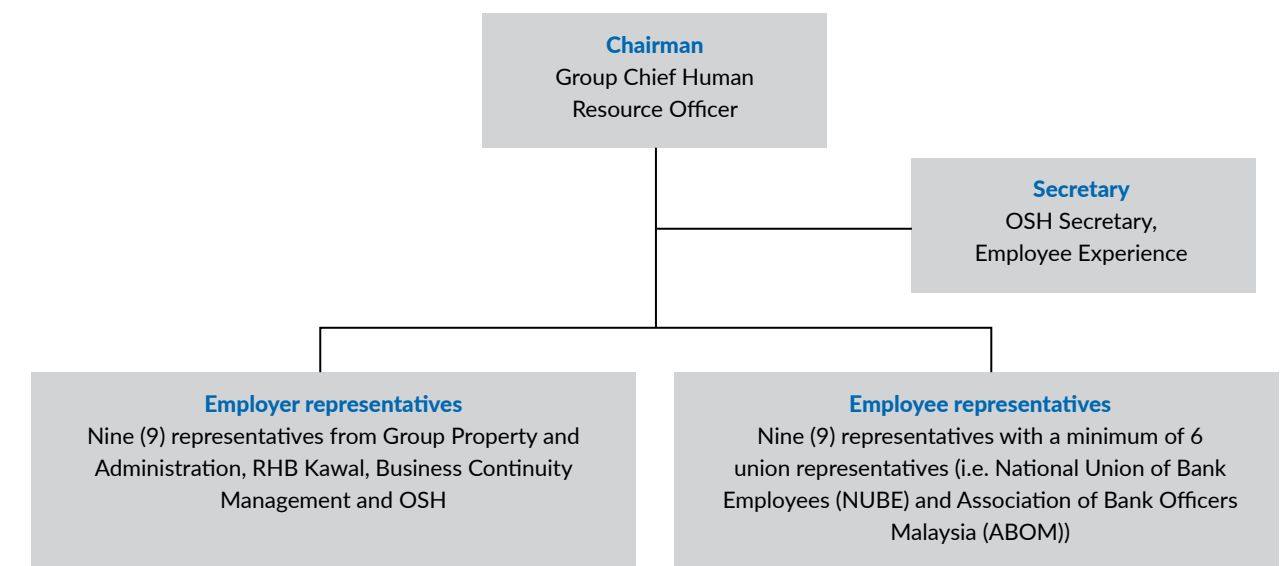 Chairman
Group Chief Human
Resource Officer
Secretary
OSH Secretary,
Employee Experience
Employer representatives
Nine (9) representatives from Group Property and
Administration, RHB Kawal, Business Continuity
Management and OSH
Employee representatives
Nine (9) representatives with a minimum of 6
union representatives (i.e. National Union of Bank
Employees (NUBE) and Association of Bank Officers
Malaysia (ABOM))